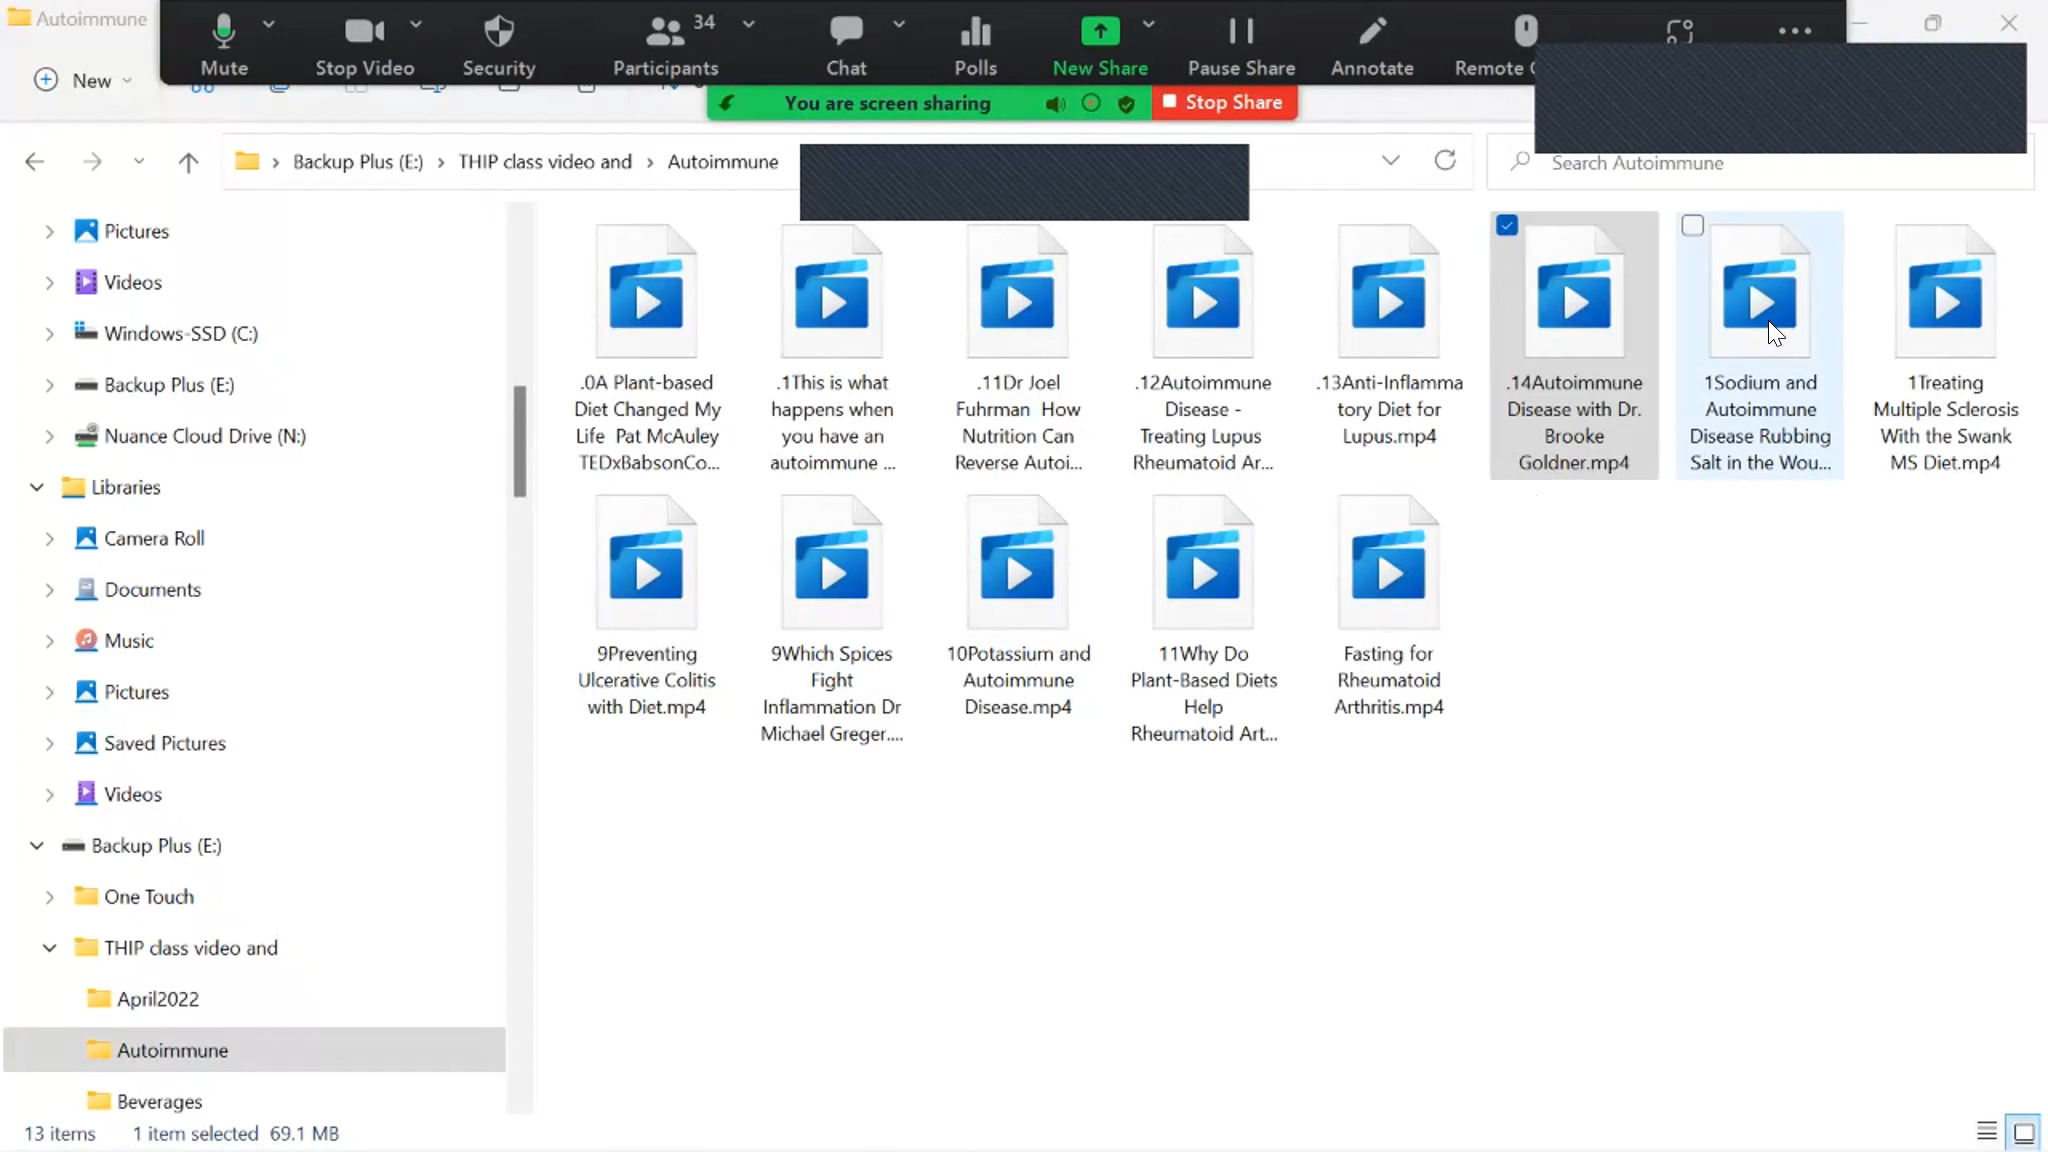 Autoimmune
Mute
Stop Video
Security
34
Participants
Chat
Polls
New Share
Pause Share
Annotate
Remote
New
You are screen sharing
Stop Share
Backup Plus (E:) › THIP class video and › Autoimmune
Search Autoimmune
Pictures
Videos
Windows-SSD (C:)
Backup Plus (E:)
Nuance Cloud Drive (N:)
Libraries
Camera Roll
Documents
Music
Pictures
Saved Pictures
Videos
Backup Plus (E:)
One Touch
THIP class video and
April2022
Autoimmune
Beverages
.0A Plant-based
Diet Changed My
Life Pat McAuley
TEDxBabsonCo...
.1This is what
happens when
you have an
autoimmune ...
.11Dr Joel
Fuhrman How
Nutrition Can
Reverse Autoi...
.12Autoimmune
Disease -
Treating Lupus
Rheumatoid Ar...
.13Anti-Inflamma
tory Diet for
Lupus.mp4
.14Autoimmune
Disease with Dr.
Brooke
Goldner.mp4
1Sodium and
Autoimmune
Disease Rubbing
Salt in the Wou...
1Treating
Multiple Sclerosis
With the Swank
MS Diet.mp4
9Preventing
Ulcerative Colitis
with Diet.mp4
9Which Spices
Fight
Inflammation Dr
Michael Greger....
10Potassium and
Autoimmune
Disease.mp4
11Why Do
Plant-Based Diets
Help
Rheumatoid Art...
Fasting for
Rheumatoid
Arthritis.mp4
13 items
1 item selected 69.1 MB